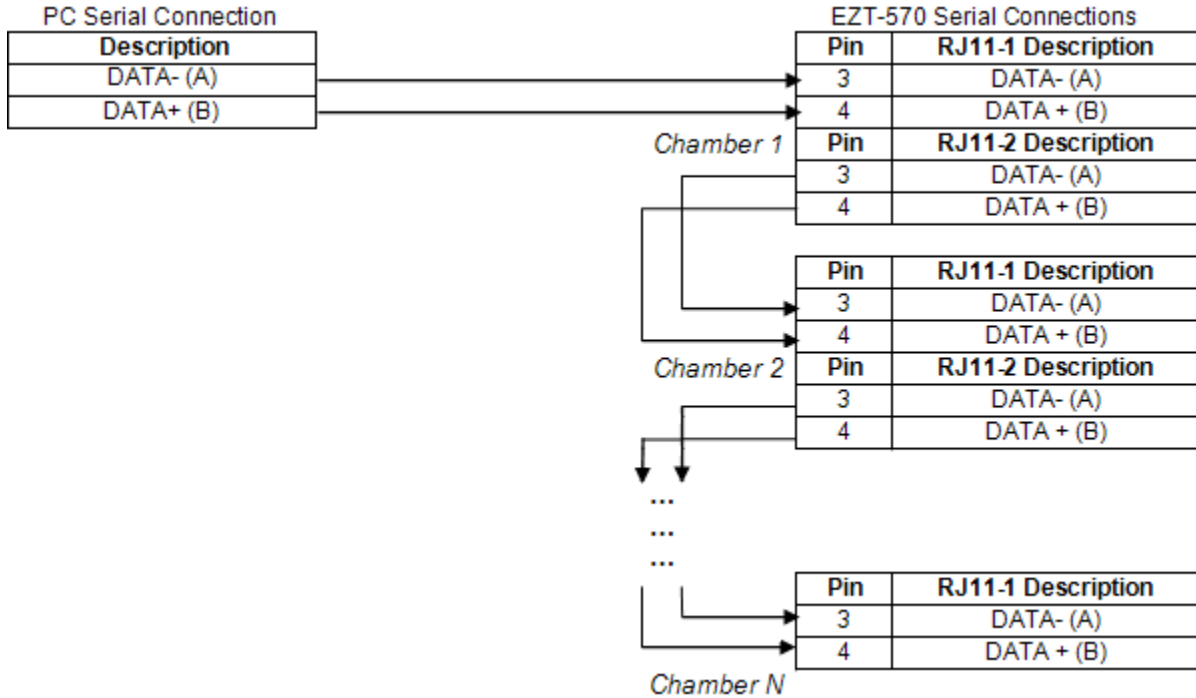 PC Serial Connection
Description
DATA- (A)
DATA+ (B)
EZT-570 Serial Connections
Pin RJ11-1 Description
3 DATA- (A)
4 DATA + (B)
Chamber 1
Pin RJ11-2 Description
3 DATA- (A)
4 DATA + (B)
Pin RJ11-1 Description
3 DATA- (A)
4 DATA + (B)
Chamber 2
Pin RJ11-2 Description
3 DATA- (A)
4 DATA + (B)
...
...
...
Pin RJ11-1 Description
3 DATA- (A)
4 DATA + (B)
Chamber N